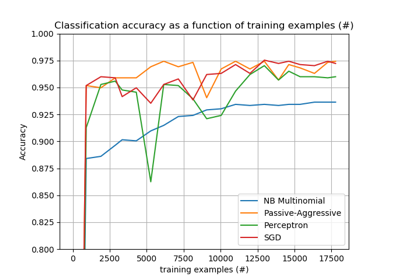 Classification accuracy as a function of training examples (#)
1.000
0.975
0.950
0.925
0.900
0.875
0.850
0.825
0.800
Accuracy
NB Multinomial
Passive-Aggressive
Perceptron
SGD
0 2500 5000 7500 10000 12500 15000 17500
training examples (#)